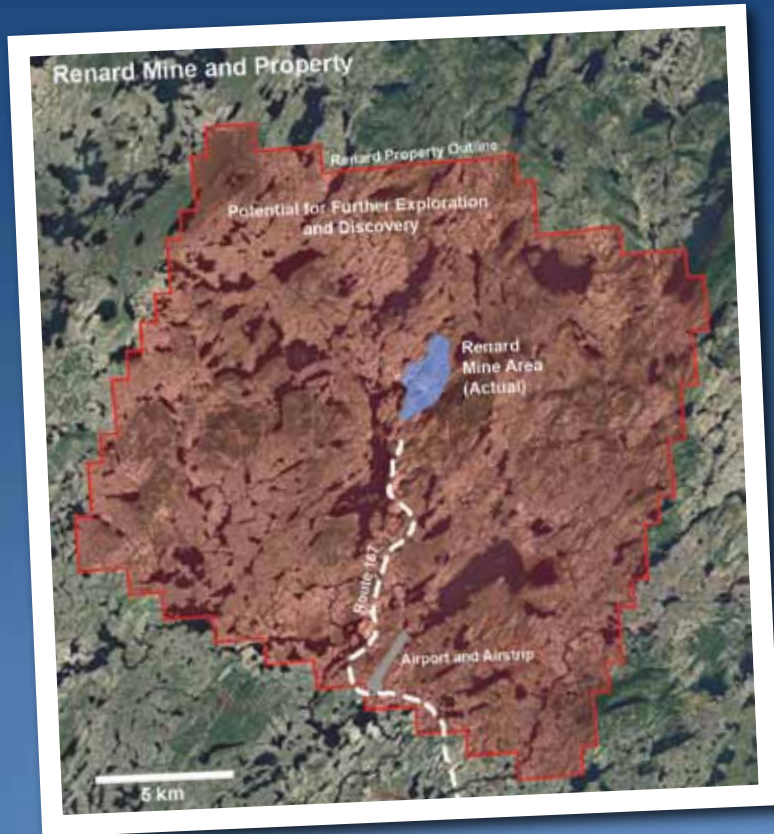 Renard Mine and Property
Renard Property Outline
Potential for Further Exploration
and Discovery
Renard
Mine Area
(Actual)
Route 167
Airport and Airstrip
5 km